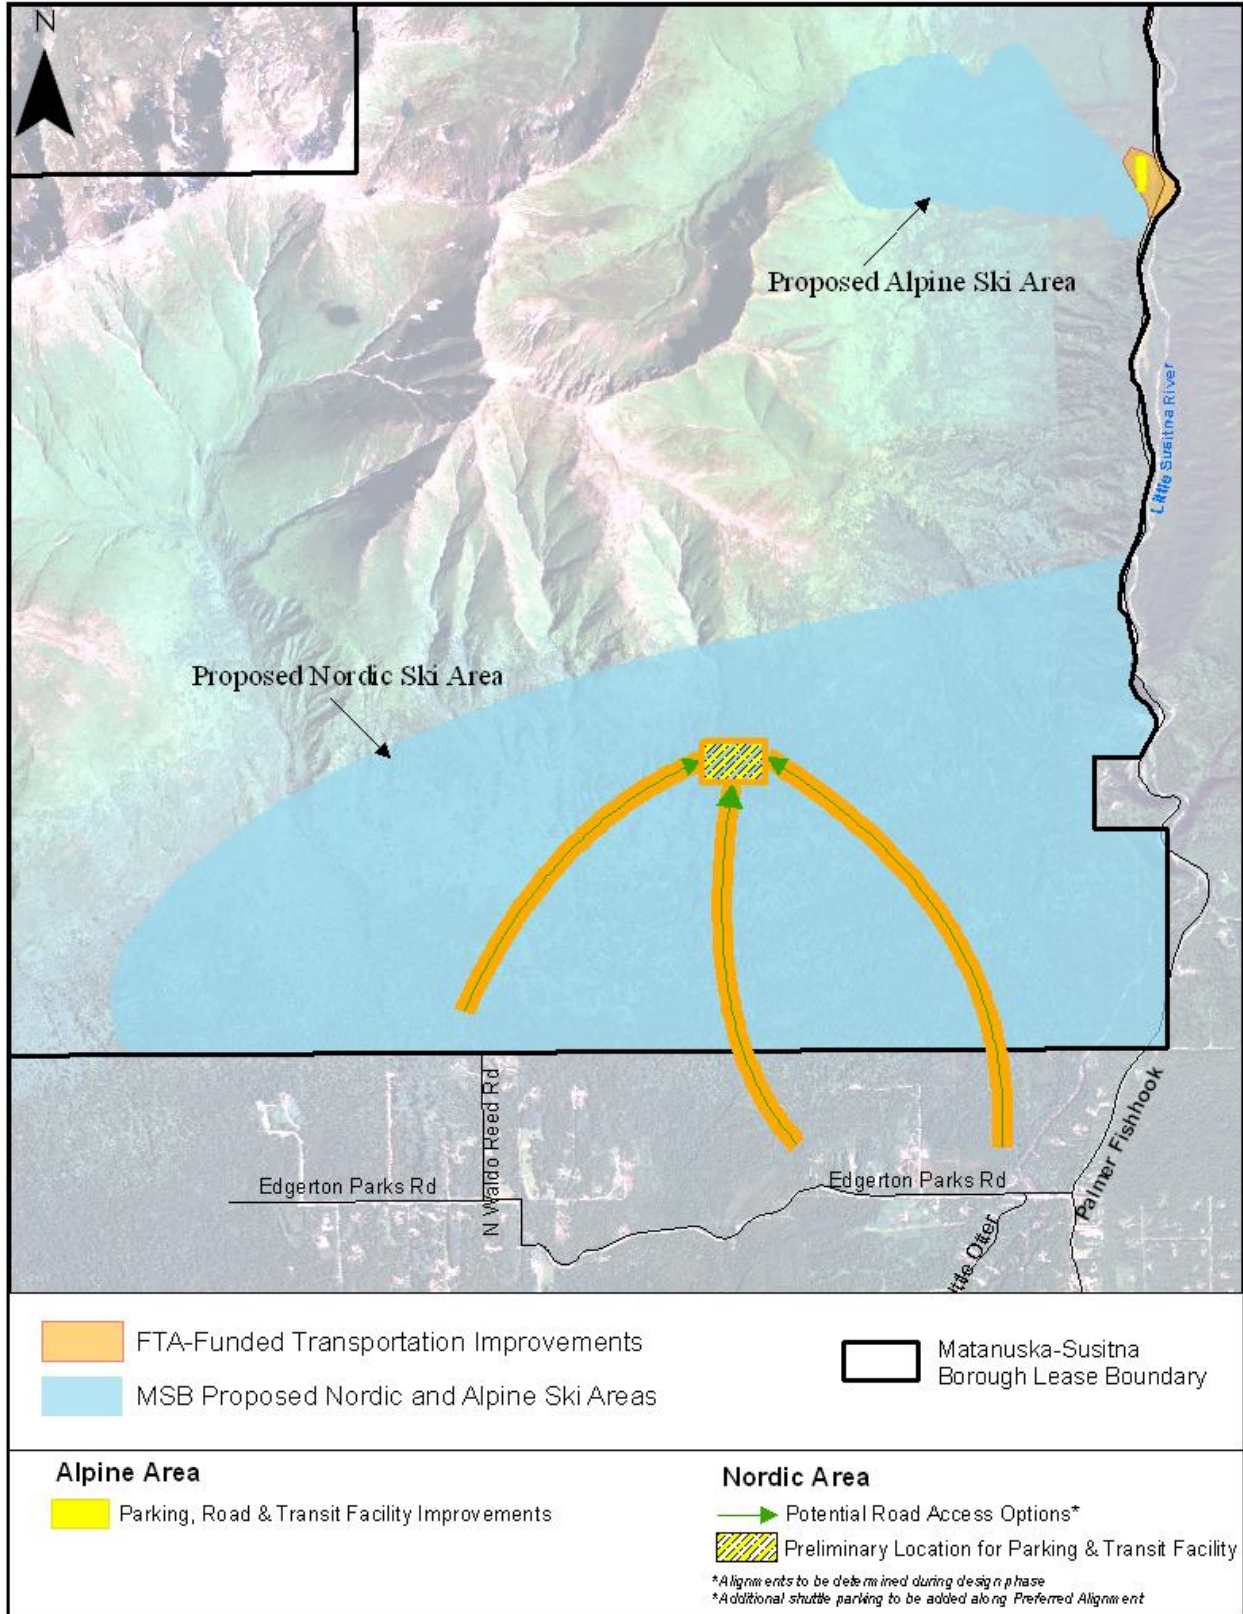 N
Proposed Alpine Ski Area
Little Susitna River
Proposed Nordic Ski Area
N Waldo Reed Rd
Edgerton Parks Rd
Edgerton Parks Rd
Palmer Fishhook
ittle Otter
FTA-Funded Transportation Improvements
MSB Proposed Nordic and Alpine Ski Areas
Matanuska-Susitna
Borough Lease Boundary
Alpine Area
Parking, Road & Transit Facility Improvements
Nordic Area
Potential Road Access Options*
Preliminary Location for Parking & Transit Facility
*Alignments to be determined during design phase
*Additional shuttle parking to be added along Preferred Alignment